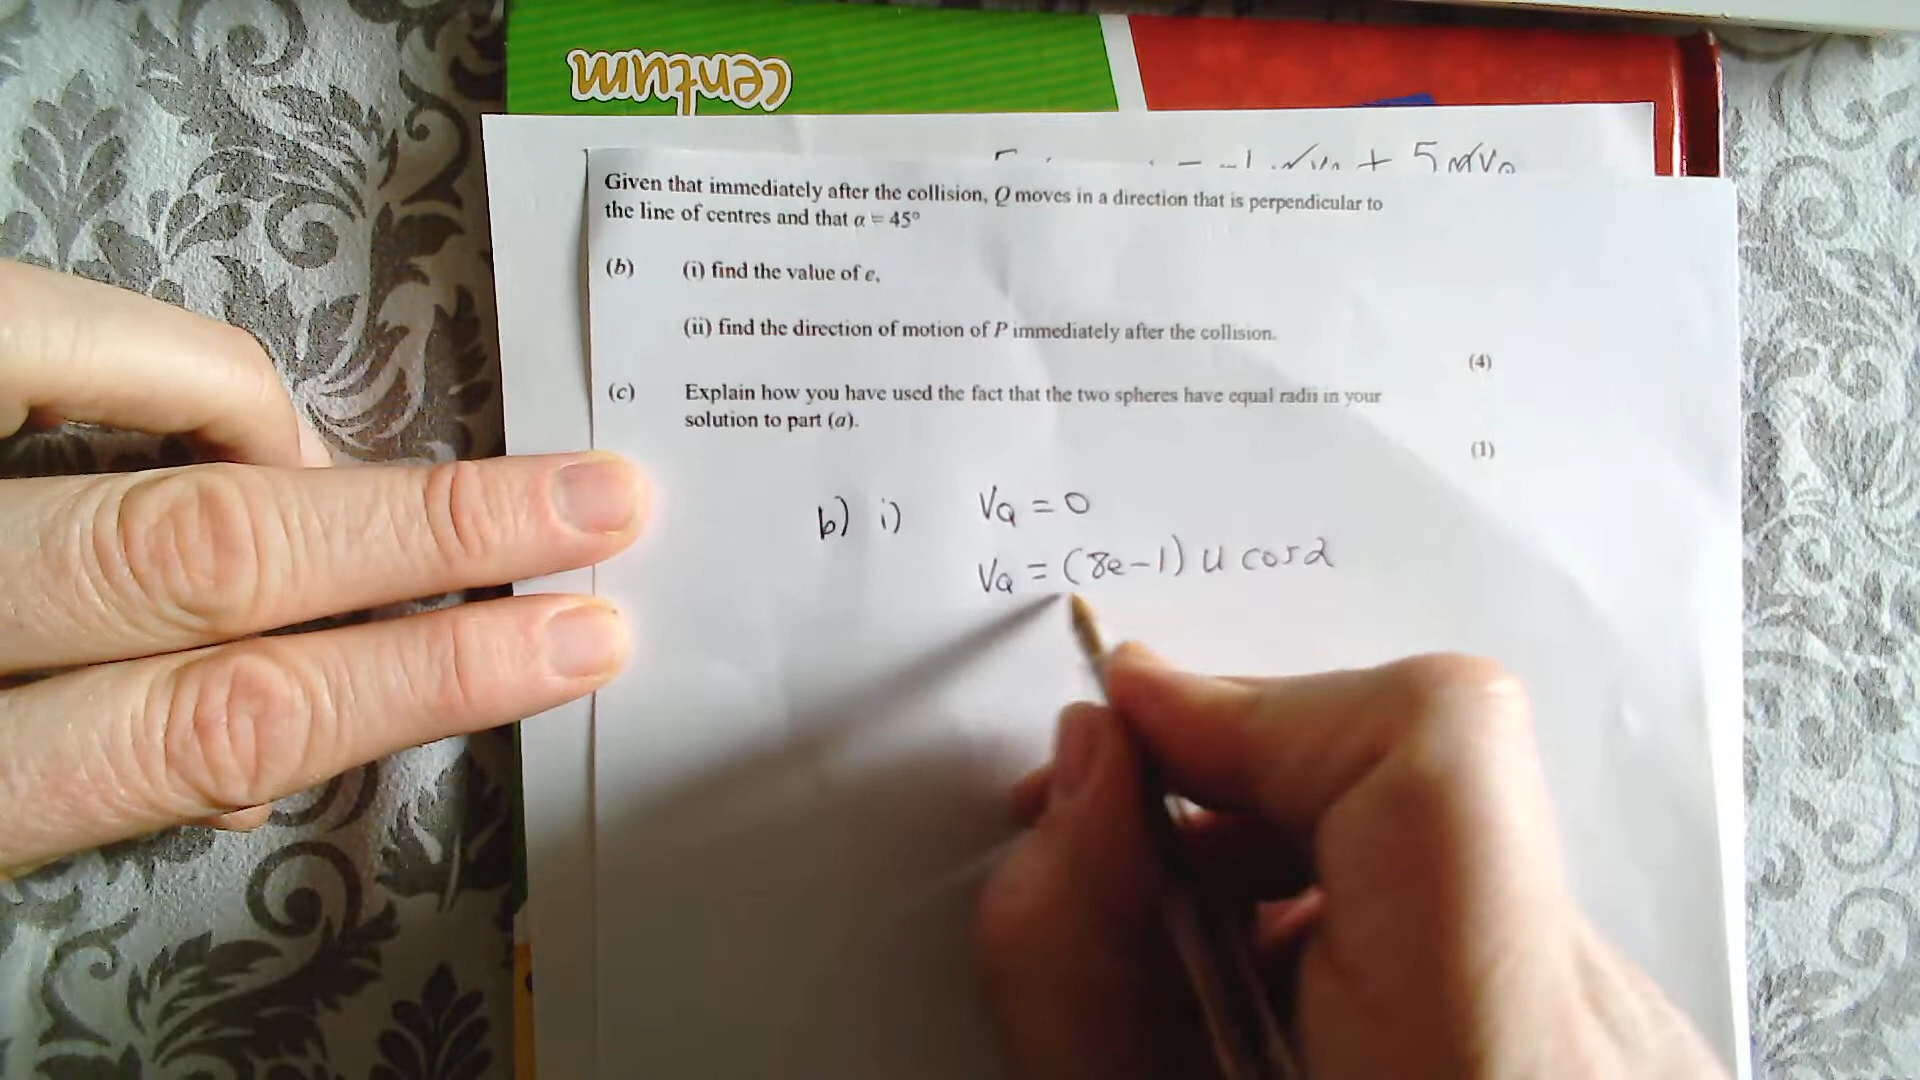 centum
+ 5mvQ
Given that immediately after the collision, Q moves in a direction that is perpendicular to
the line of centres and that α = 45°
(b) (i) find the value of e,
(ii) find the direction of motion of P immediately after the collision.
(4)
(c) Explain how you have used the fact that the two spheres have equal radii in your
solution to part (a).
(1)
b) i) VQ = 0
VQ = (8e-1) u cosα